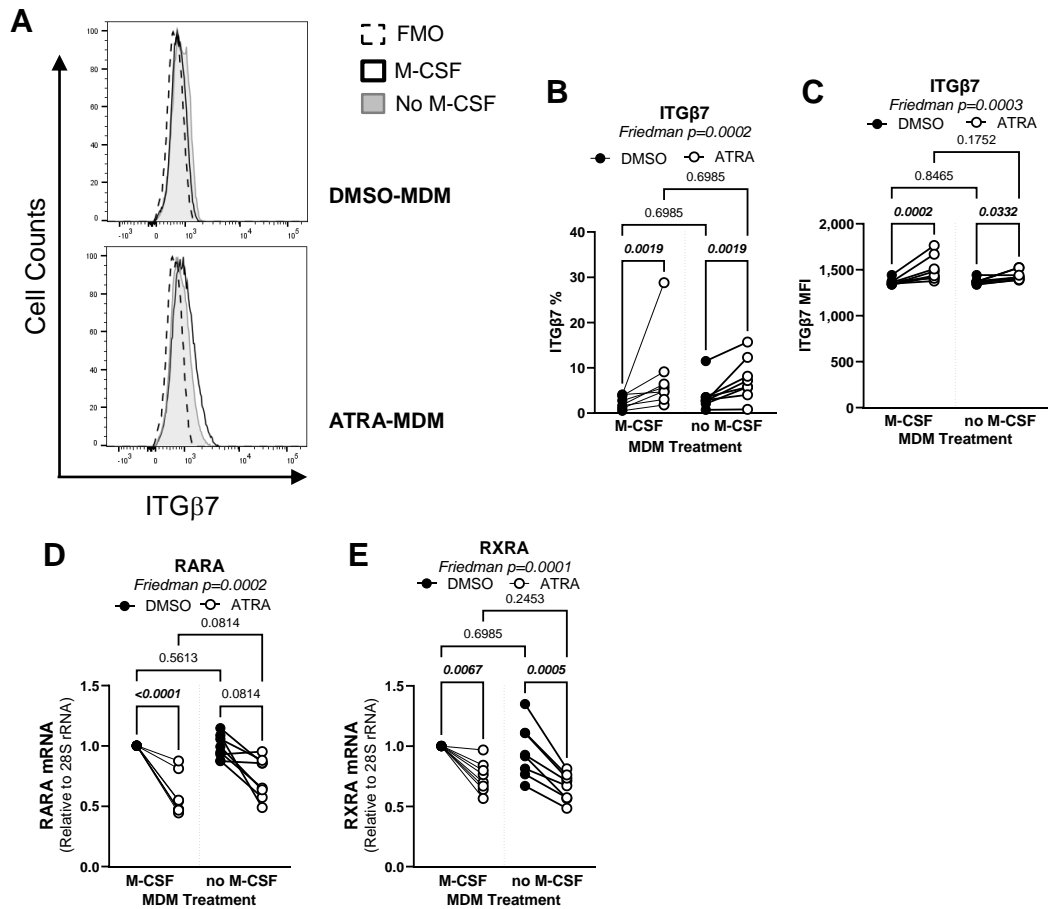 A
FMO
M-CSF
No M-CSF
100
80
60
40
20
0
-10³ 0 10³ 10⁴ 10⁵
DMSO-MDM
100
80
60
40
20
0
-10³ 0 10³ 10⁴ 10⁵
ATRA-MDM
Cell Counts
ITGβ7
B
ITGβ7
Friedman p=0.0002
DMSO ATRA
0.6985
0.6985
0.0019 0.0019
40
30
20
10
0
ITGβ7 %
M-CSF no M-CSF
MDM Treatment
C
ITGβ7
Friedman p=0.0003
DMSO ATRA
0.1752
0.8465
0.0002 0.0332
2,000
1,500
1,000
500
0
ITGβ7 MFI
M-CSF no M-CSF
MDM Treatment
D
RARA
Friedman p=0.0002
DMSO ATRA
0.0814
0.5613
<0.0001 0.0814
1.5
1.0
0.5
0.0
RARA mRNA
(Relative to 28S rRNA)
M-CSF no M-CSF
MDM Treatment
E
RXRA
Friedman p=0.0001
DMSO ATRA
0.2453
0.6985
0.0067 0.0005
1.5
1.0
0.5
0.0
RXRA mRNA
(Relative to 28S rRNA)
M-CSF no M-CSF
MDM Treatment